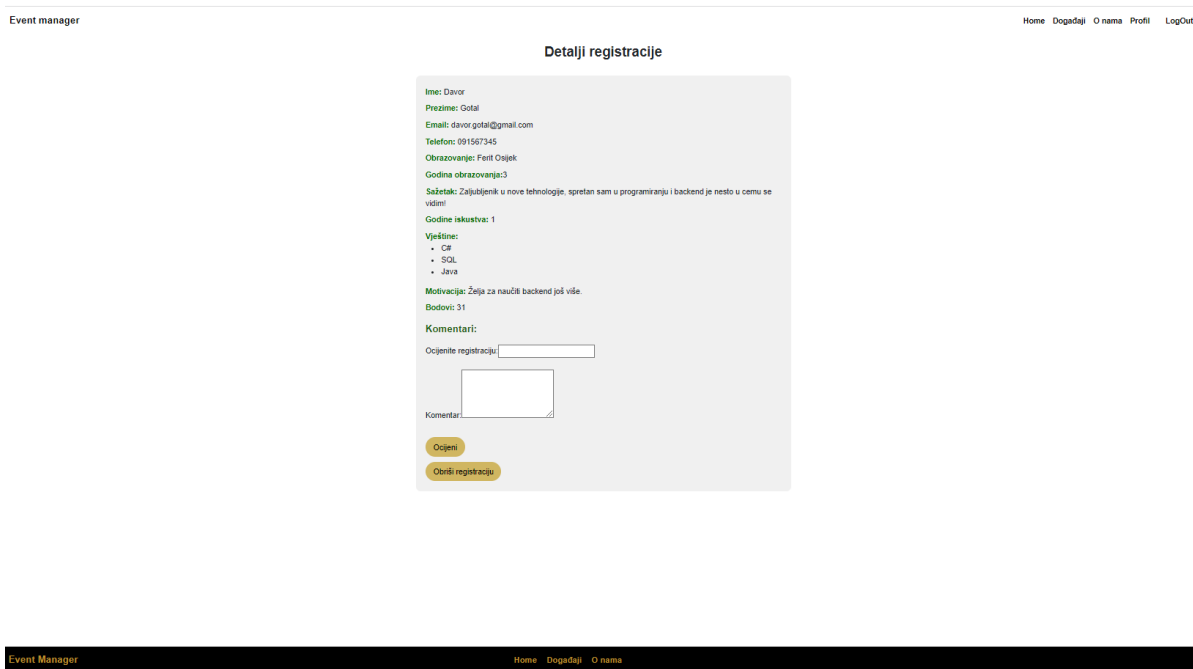 Event manager
Home Događaji O nama Profil LogOut
Detalji registracije
Ime: Davor
Prezime: Gotal
Email: davor.gotal@gmail.com
Telefon: 091567345
Obrazovanje: Ferit Osijek
Godina obrazovanja:3
Sažetak: Zaljubljenik u nove tehnologije, spretan sam u programiranju i backend je nesto u cemu se
vidim!
Godine iskustva: 1
Vještine:
• C#
• SQL
• Java
Motivacija: Želja za naučiti backend još više.
Bodovi: 31
Komentari:
Ocijenite registraciju:
Komentar:
Ocijeni
Obriši registraciju
Event Manager
Home Događaji O nama